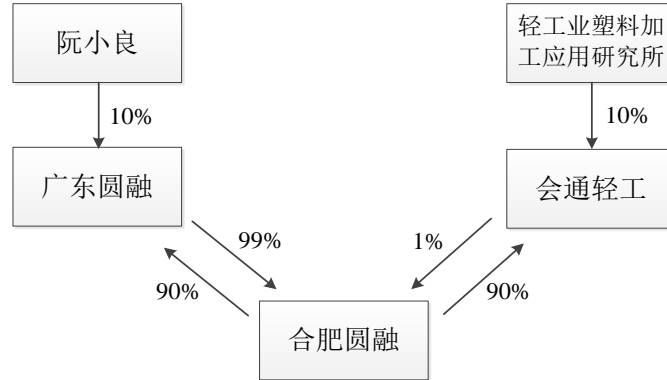 阮小良
轻工业塑料加
工应用研究所
10%
10%
广东圆融
会通轻工
99%
1%
90%
90%
合肥圆融